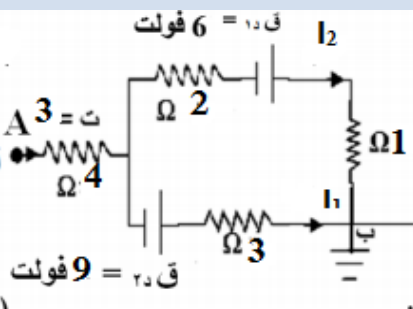 ق د١ = 6 فولت
I₂
Ω 2
A 3 = ت
Ω 4
Ω1
I₁
Ω 3
ب
ق د٢ = 9 فولت